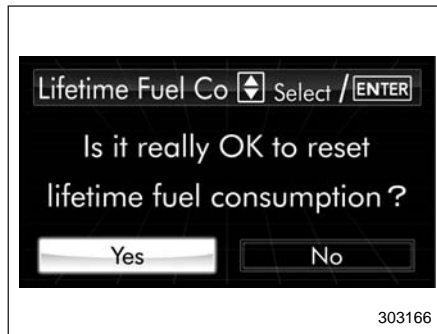 Lifetime Fuel Co Select / ENTER
Is it really OK to reset
lifetime fuel consumption ?
Yes No
303166